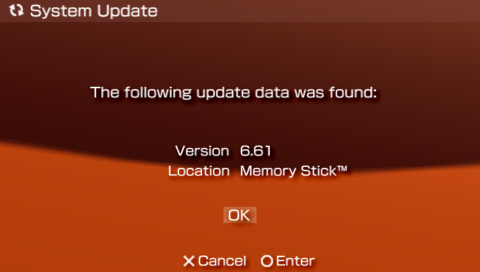 System Update
The following update data was found:
Version 6.61
Location Memory Stick™
OK
Cancel Enter